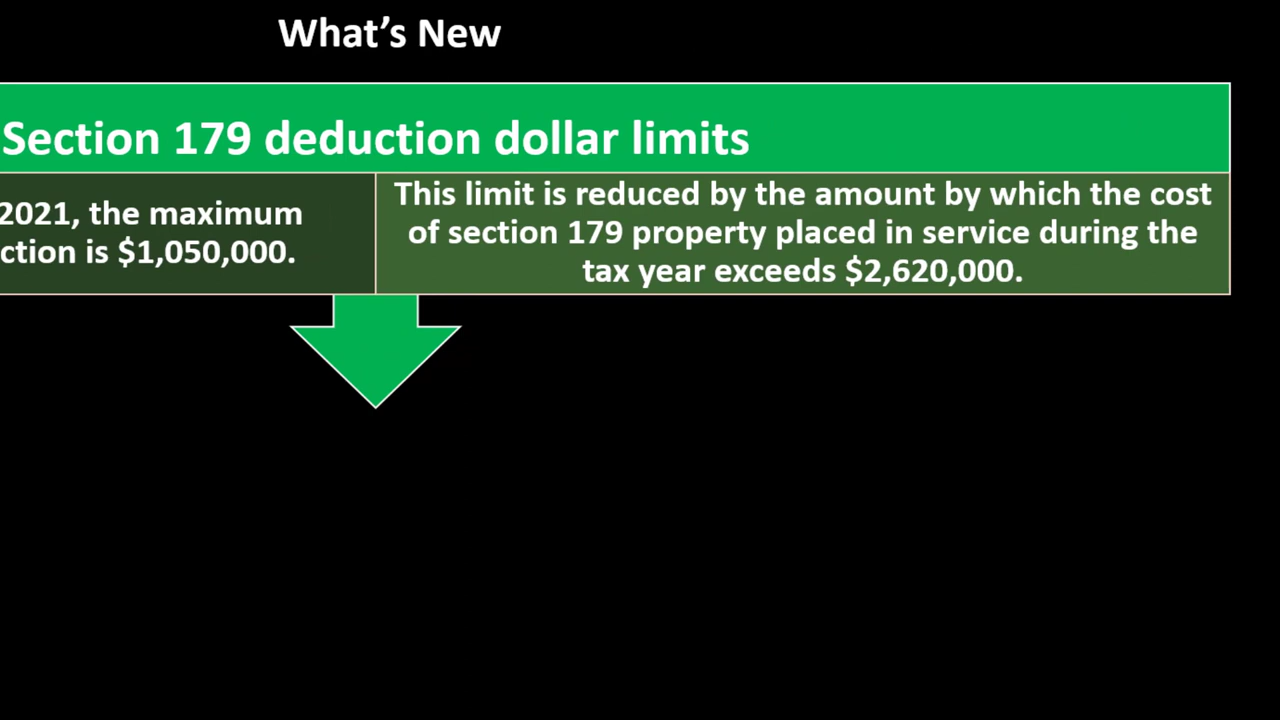 What’s New
Section 179 deduction dollar limits
2021, the maximum
ction is $1,050,000.
This limit is reduced by the amount by which the cost
of section 179 property placed in service during the
tax year exceeds $2,620,000.